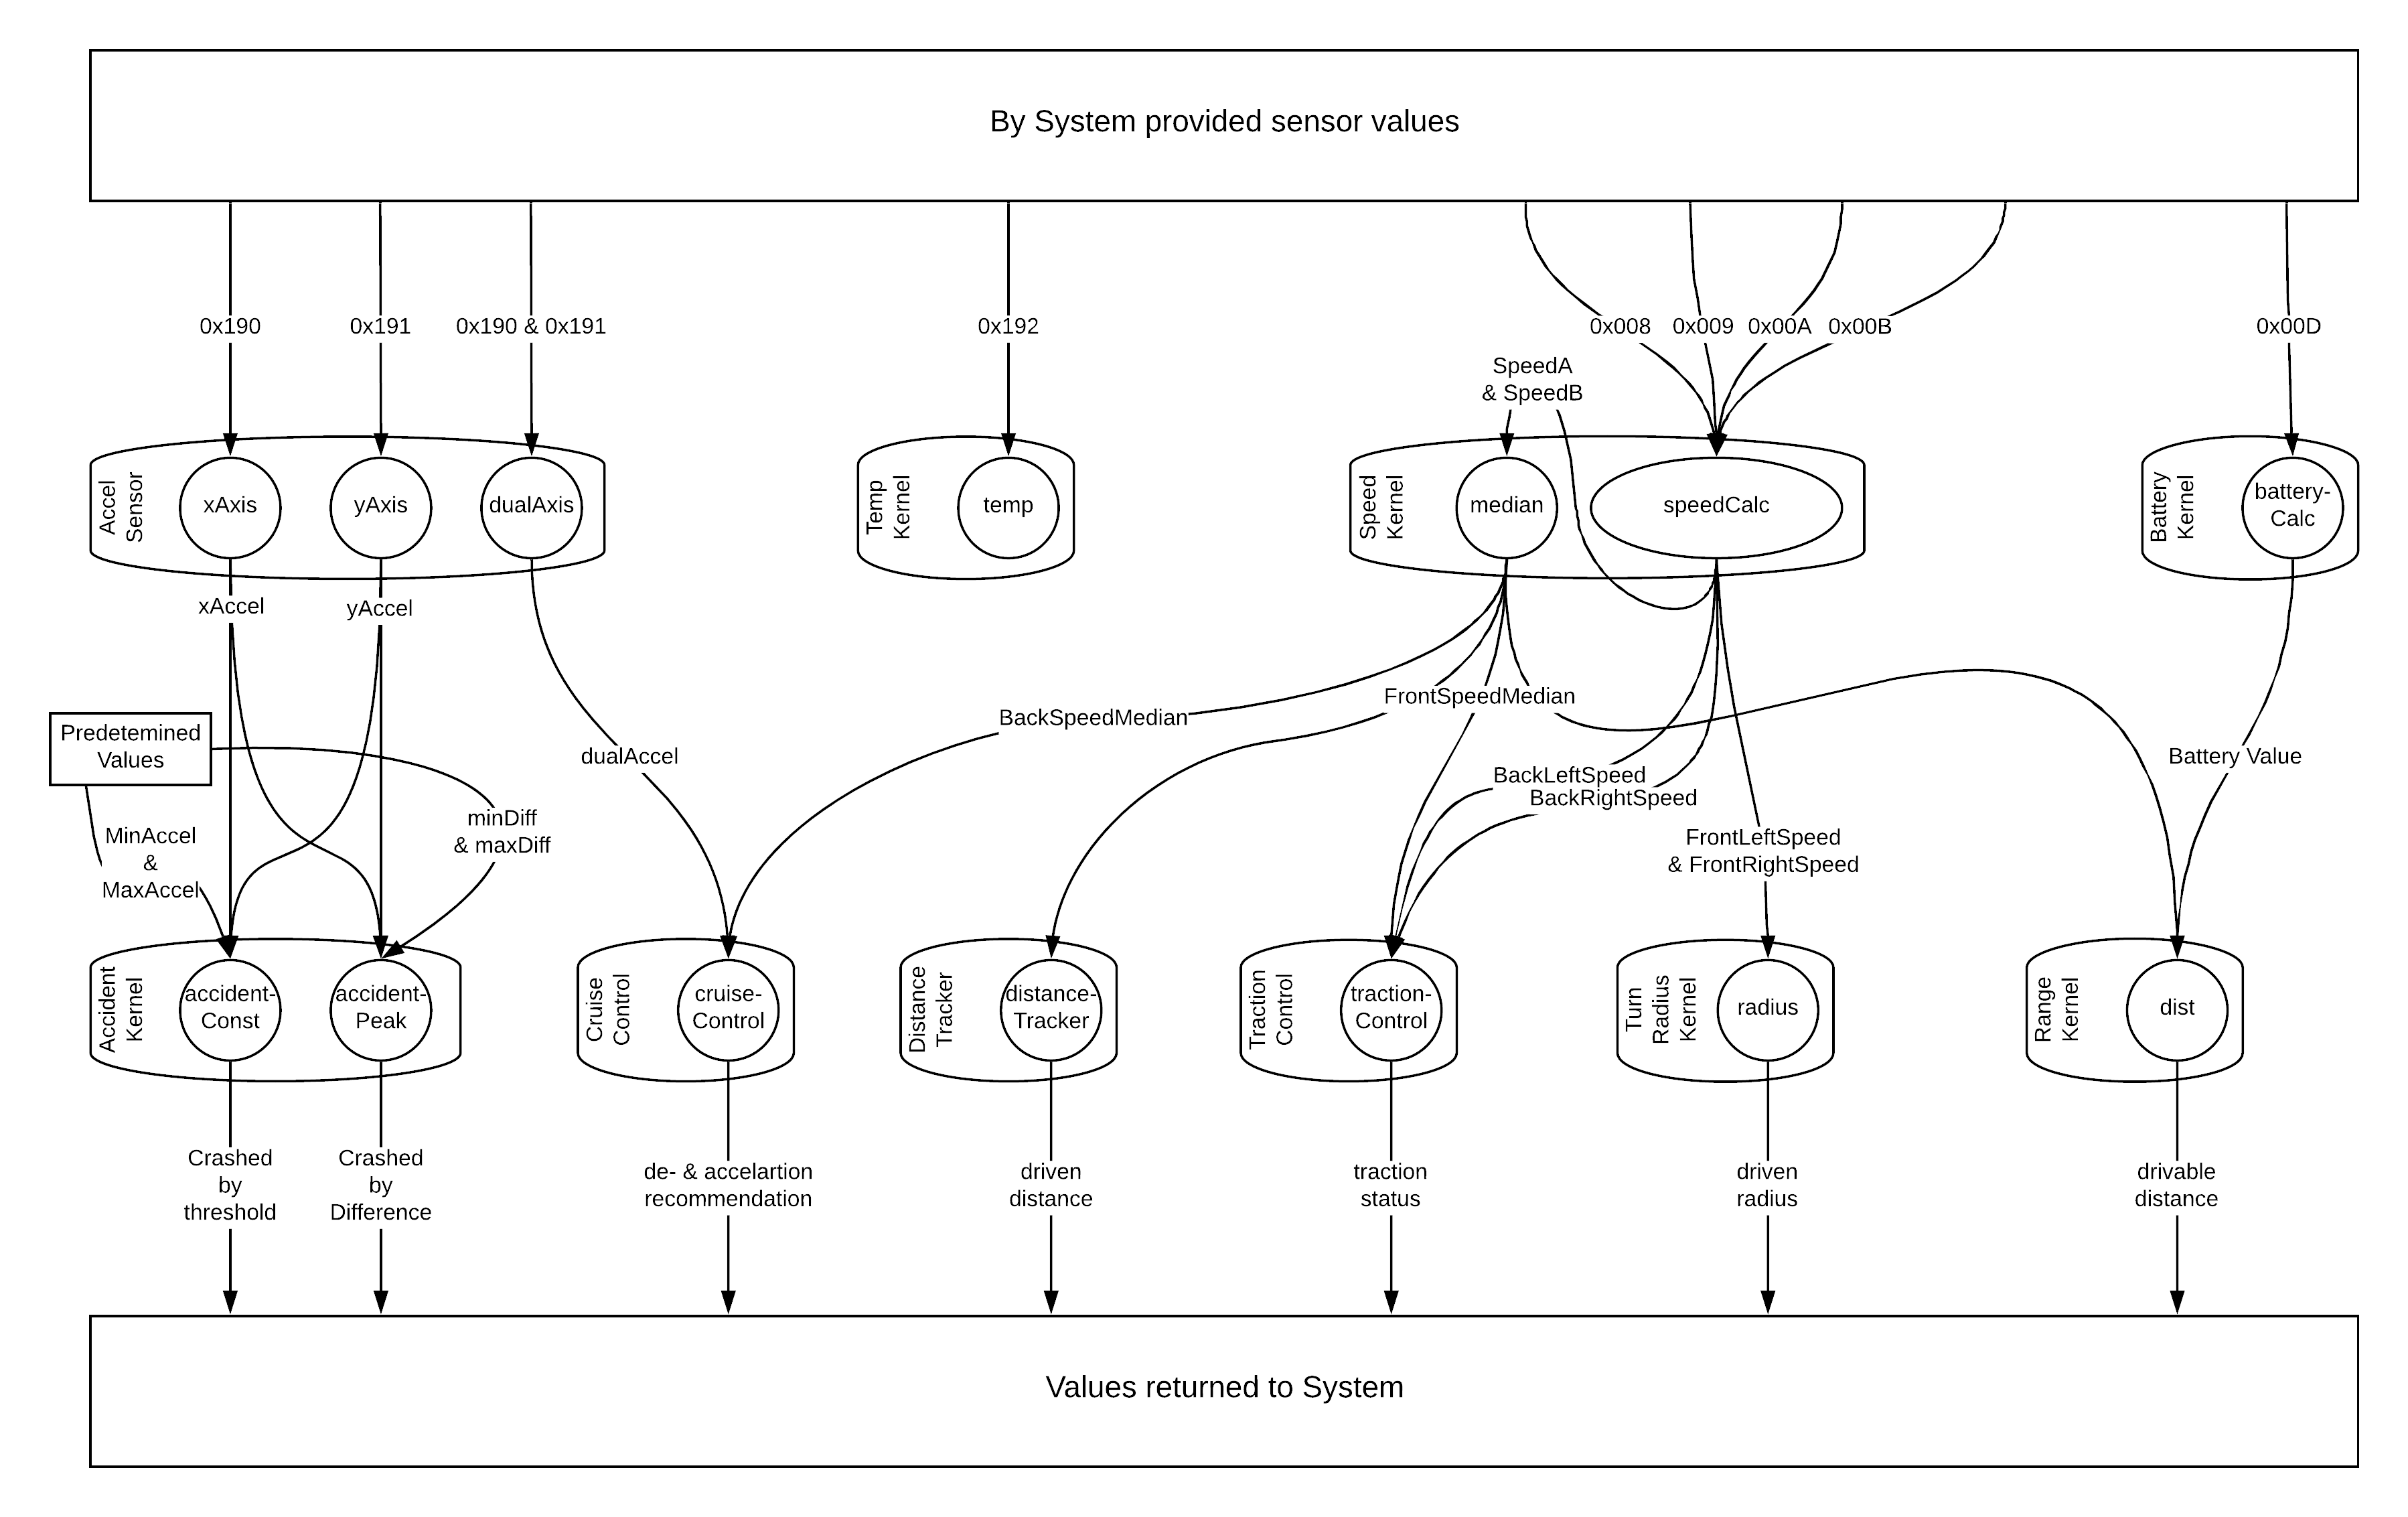 By System provided sensor values
0x190
0x191
0x190 & 0x191
0x192
0x008
0x009
0x00A
0x00B
0x00D
SpeedA
& SpeedB
Accel
Sensor
xAxis
yAxis
dualAxis
Temp
Kernel
temp
Speed
Kernel
median
speedCalc
Battery
Kernel
battery-
Calc
xAccel
yAccel
FrontSpeedMedian
BackSpeedMedian
Predetemined
Values
dualAccel
BackLeftSpeed
BackRightSpeed
Battery Value
MinAccel
&
MaxAccel
minDiff
& maxDiff
FrontLeftSpeed
& FrontRightSpeed
Accident
Kernel
accident-
Const
accident-
Peak
Cruise
Control
cruise-
Control
Distance
Tracker
distance-
Tracker
Traction
Control
traction-
Control
Turn
Radius
Kernel
radius
Range
Kernel
dist
Crashed
by
threshold
Crashed
by
Difference
de- & accelartion
recommendation
driven
distance
traction
status
driven
radius
drivable
distance
Values returned to System